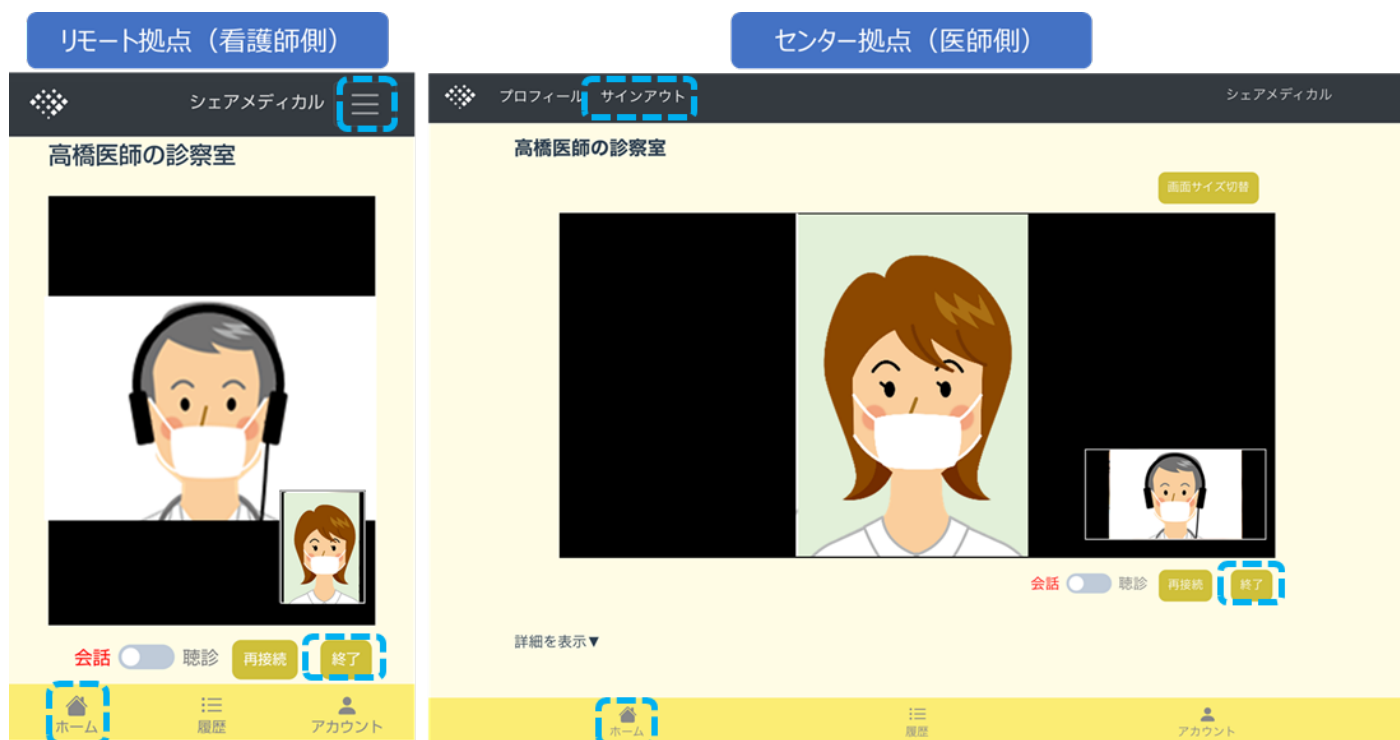 リモート拠点（看護師側）
シェアメディカル
高橋医師の診察室
会話 聴診 再接続 終了
ホーム 履歴 アカウント
センター拠点（医師側）
プロフィール サインアウト シェアメディカル
高橋医師の診察室
画面サイズ切替
会話 聴診 再接続 終了
詳細を表示▼
ホーム 履歴 アカウント